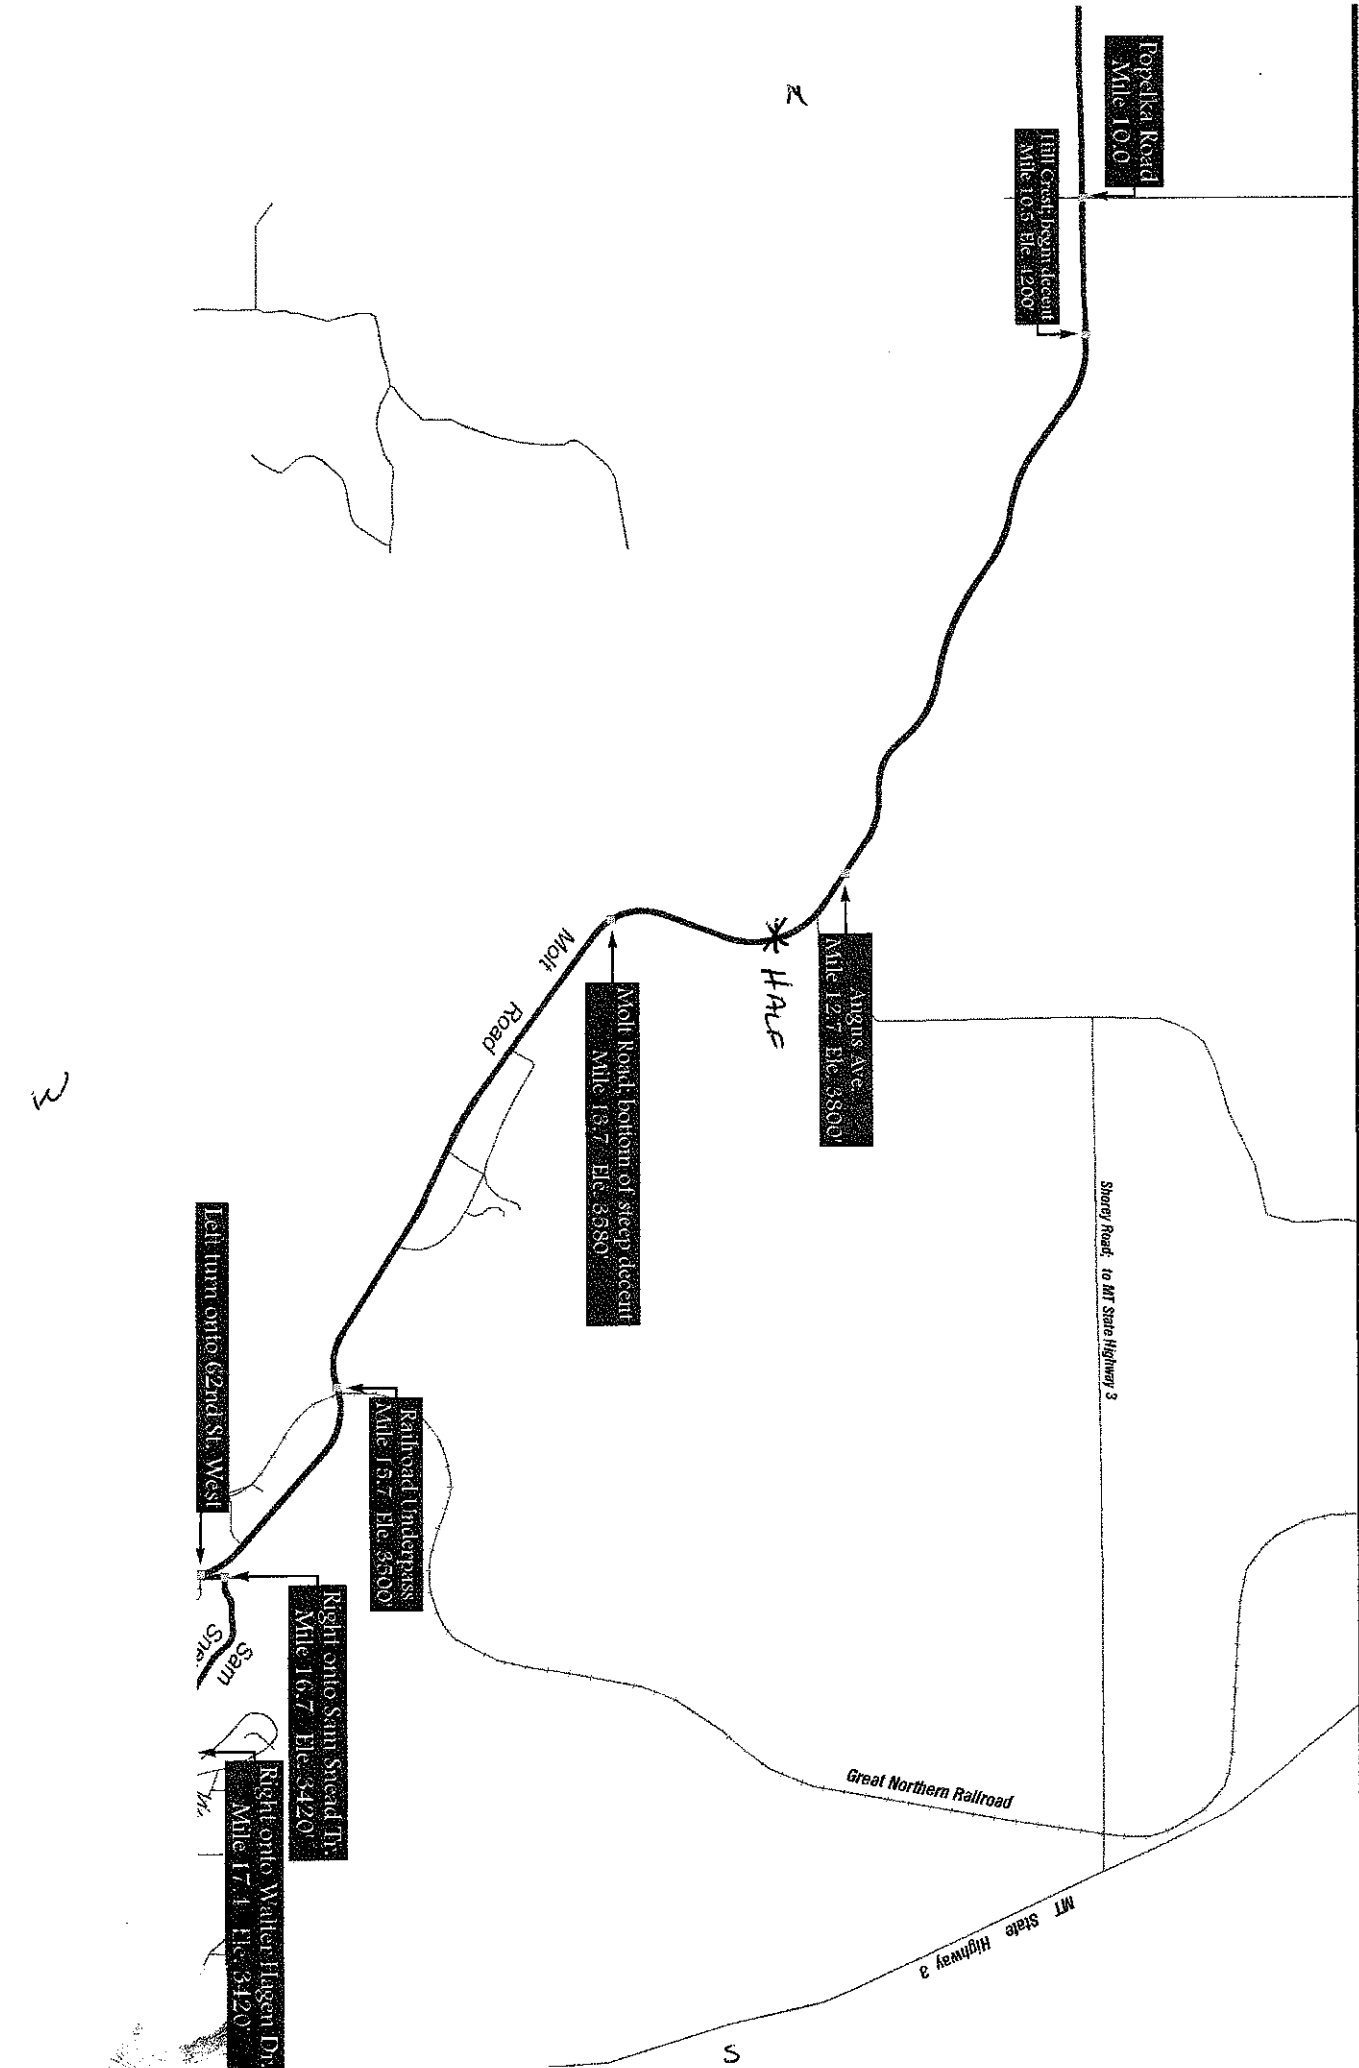 N
Popelka Road
Mile 10.0
Hill Crest begin decent
Mile 10.5 Ele 4200'
Angus Ave.
Mile 12.7 Ele. 3800'
HALF
Molt Road; bottom of steep decent
Mile 13.7 Ele 3580'
Molt Road
W
Shorey Road; to MT State Highway 3
Left turn onto 62nd St. West
Railroad Underpass
Mile 15.7 Ele 3500'
Right onto Sam Snead Tr.
Mile 16.7 Ele 3420'
Sam
Snea
Right onto Walter Hagen Dr.
Mile 17.4 Ele 3420'
Great Northern Railroad
MT State Highway 3
S